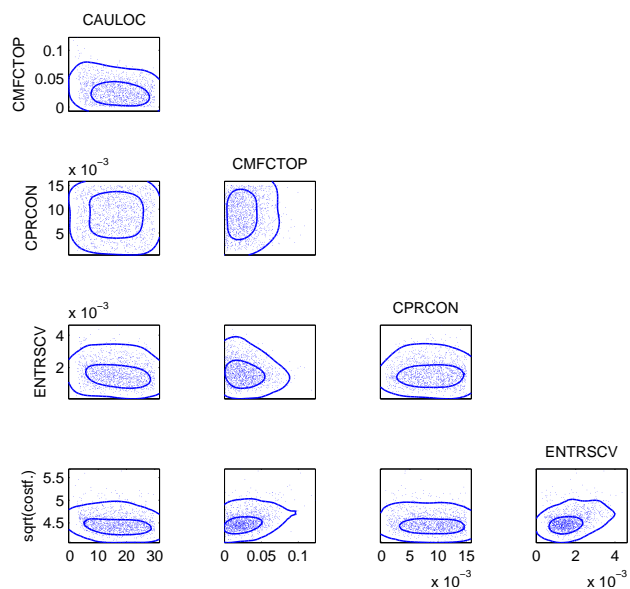 CAULOC
CMFCTOP
0.1
0.05
0
x 10⁻³
CMFCTOP
CPRCON
15
10
5
x 10⁻³
CPRCON
ENTRSCV
4
2
ENTRSCV
sqrt(costf.)
5.5
5
4.5
0 10 20 30
0 0.05 0.1
0 5 10 15
0 2 4
x 10⁻³
x 10⁻³